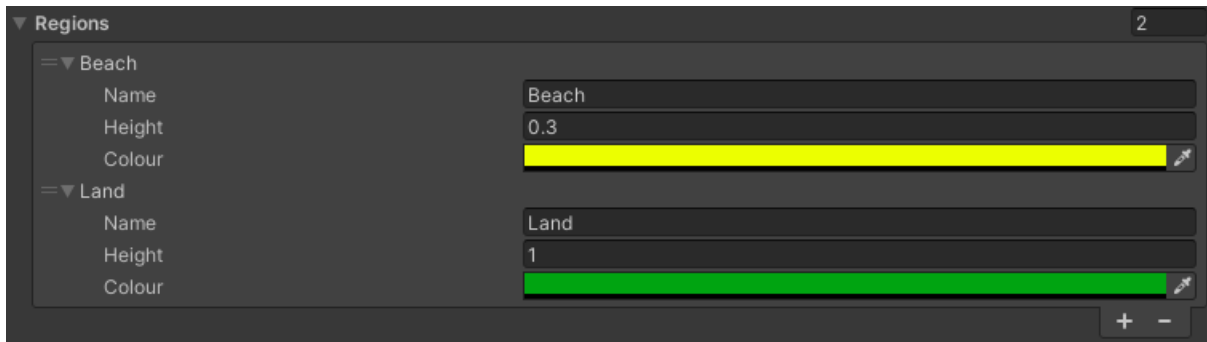 Regions 2
Beach
Name Beach
Height 0.3
Colour
Land
Name Land
Height 1
Colour
+ −